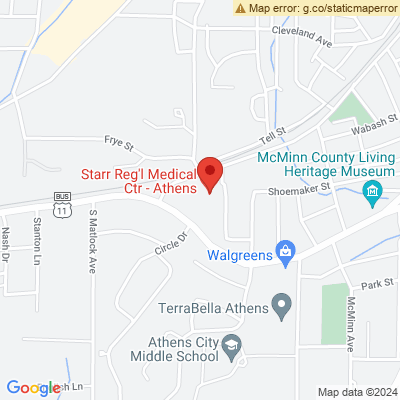 Map error: g.co/staticmaperror
Cleveland Ave
Wabash St
Tell St
Frye St
McMinn County Living
Heritage Museum
Starr Reg'l Medical
Ctr - Athens
Shoemaker St
BUS
11
S Matlock Ave
Stanton Ln
Nash Dr
Circle Dr
Walgreens
Park St
TerraBella Athens
McMinn Ave
Athens City
Middle School
Google
h Ln
Map data ©2024